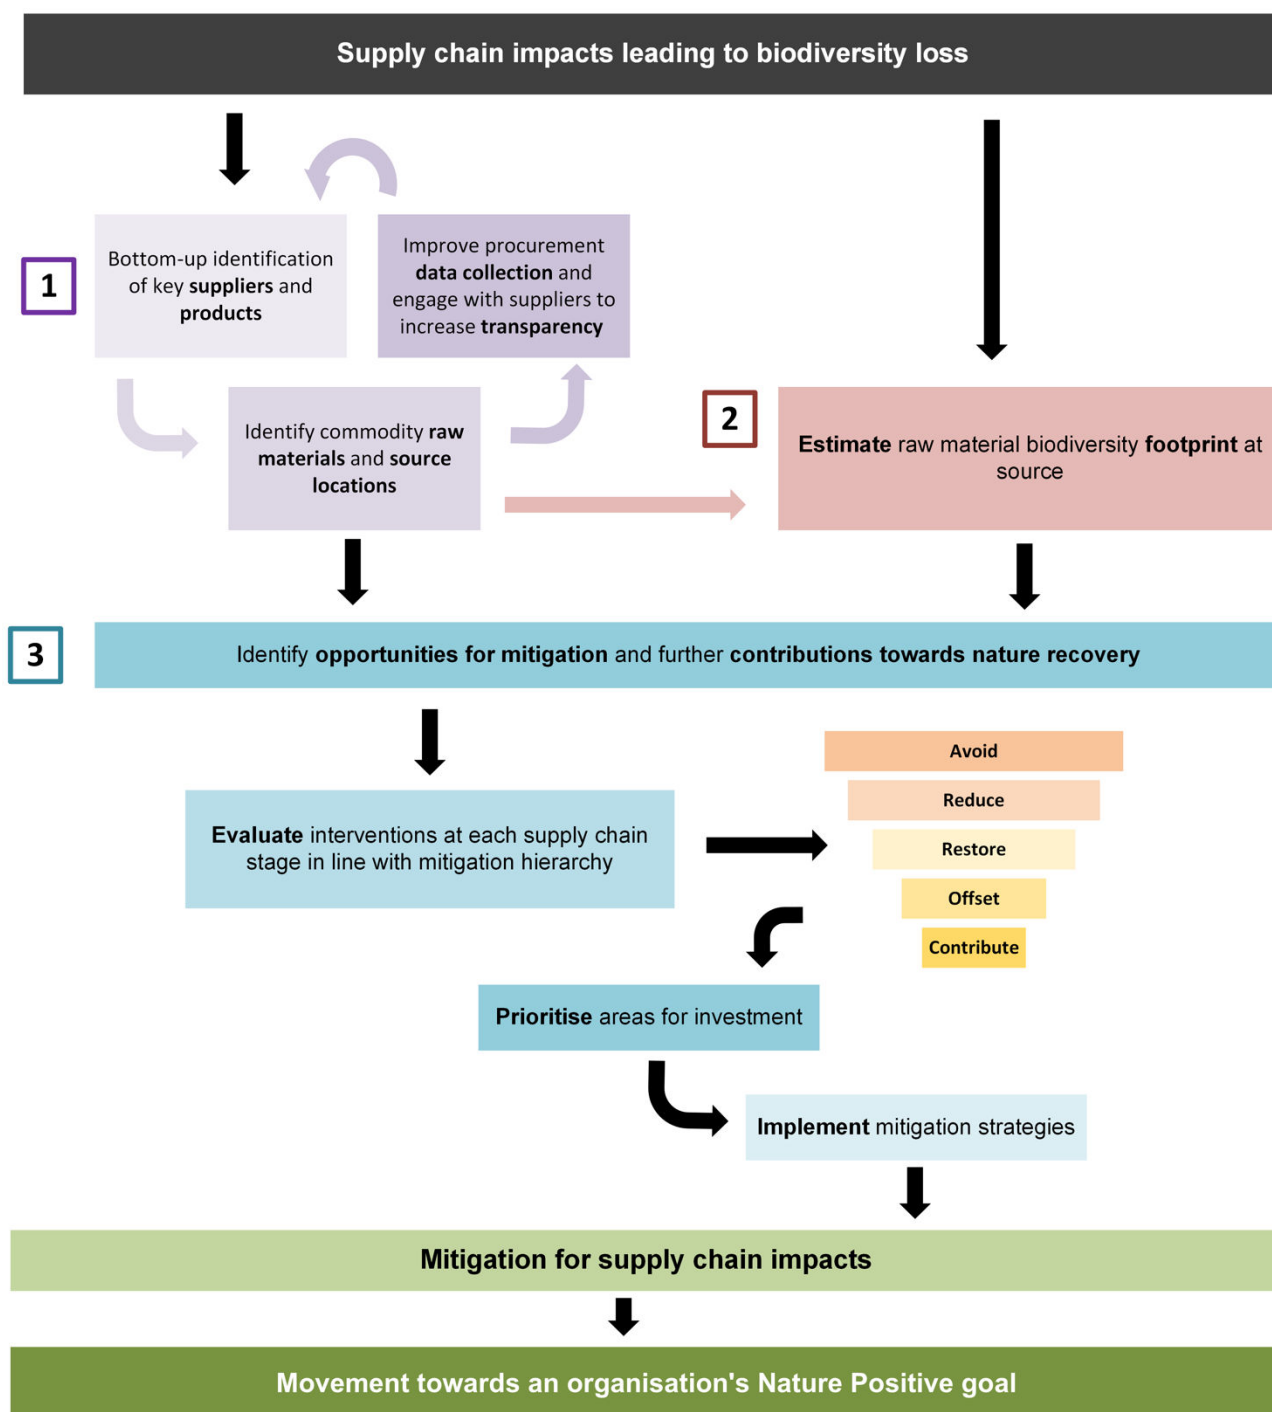 Supply chain impacts leading to biodiversity loss
1
Bottom-up identification
of key suppliers and
products
Improve procurement
data collection and
engage with suppliers to
increase transparency
Identify commodity raw
materials and source
locations
2
Estimate raw material biodiversity footprint at
source
3
Identify opportunities for mitigation and further contributions towards nature recovery
Evaluate interventions at each supply chain
stage in line with mitigation hierarchy
Avoid
Reduce
Restore
Offset
Contribute
Prioritise areas for investment
Implement mitigation strategies
Mitigation for supply chain impacts
Movement towards an organisation's Nature Positive goal